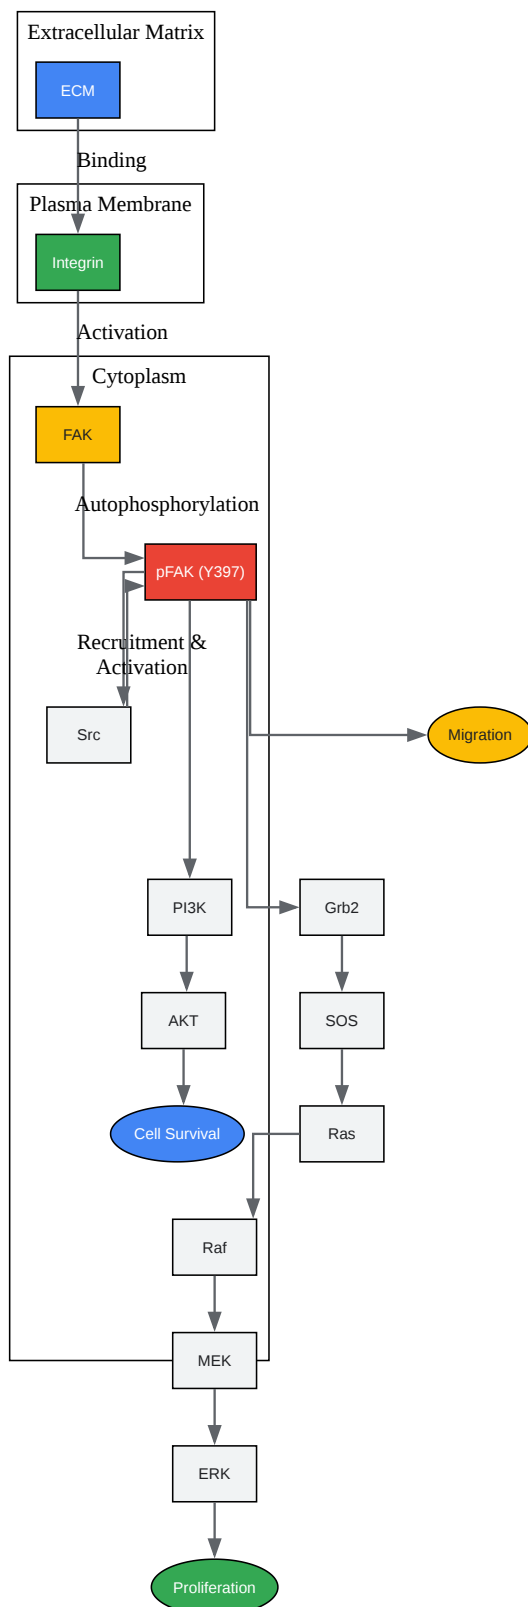 Extracellular Matrix
ECM
Binding
Plasma Membrane
Integrin
Activation
Cytoplasm
FAK
Autophosphorylation
pFAK (Y397)
Recruitment &
Activation
Src
Migration
PI3K
Grb2
AKT
SOS
Cell Survival
Ras
Raf
MEK
ERK
Proliferation